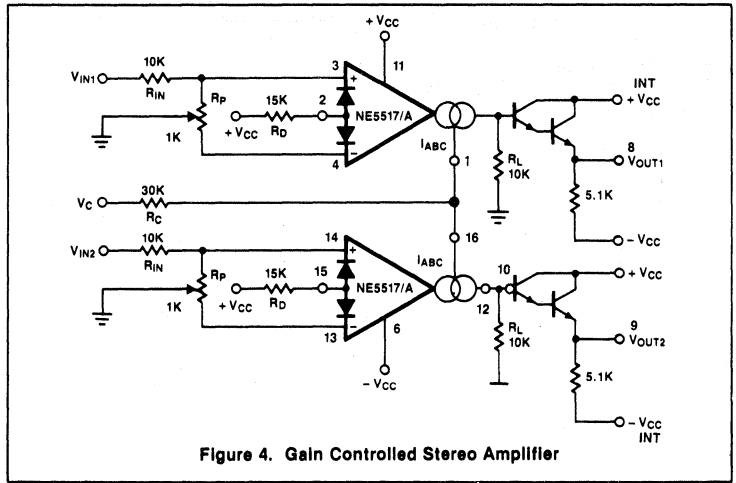 + VCC
10K
3
11
INT
VIN1
+
+ VCC
RIN
RP
15K
2
NE5517/A
8
1K
+ VCC
RD
IABC
VOUT1
−
4
1
RL
10K
5.1K
30K
VC
RC
− VCC
10K
16
VIN2
14
IABC
+ VCC
RIN
+
10
RP
15K
15
NE5517/A
9
1K
+ VCC
RD
12
VOUT2
−
6
RL
10K
13
5.1K
− VCC
− VCC
INT
Figure 4. Gain Controlled Stereo Amplifier